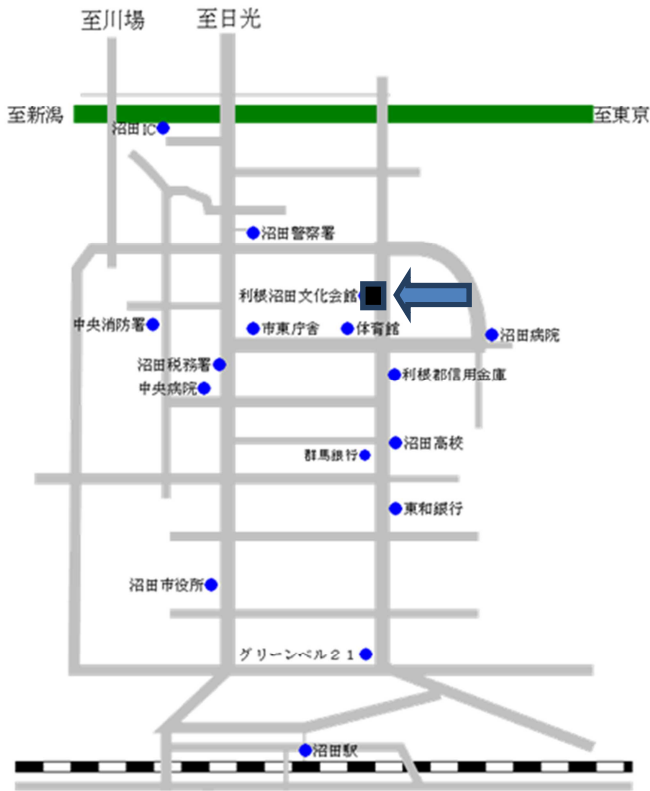 至川場
至日光
至新潟
至東京
沼田IC
沼田警察署
利根沼田文化会館
中央消防署
市東庁舎
体育館
沼田病院
沼田税務署
利根郡信用金庫
中央病院
沼田高校
群馬銀行
東和銀行
沼田市役所
グリーンベル２１
沼田駅